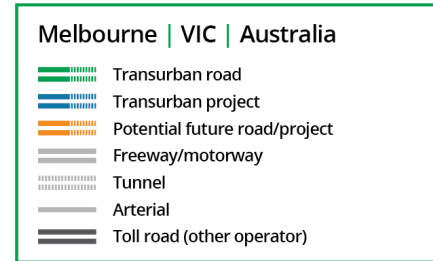 Melbourne | VIC | Australia
Transurban road
Transurban project
Potential future road/project
Freeway/motorway
Tunnel
Arterial
Toll road (other operator)